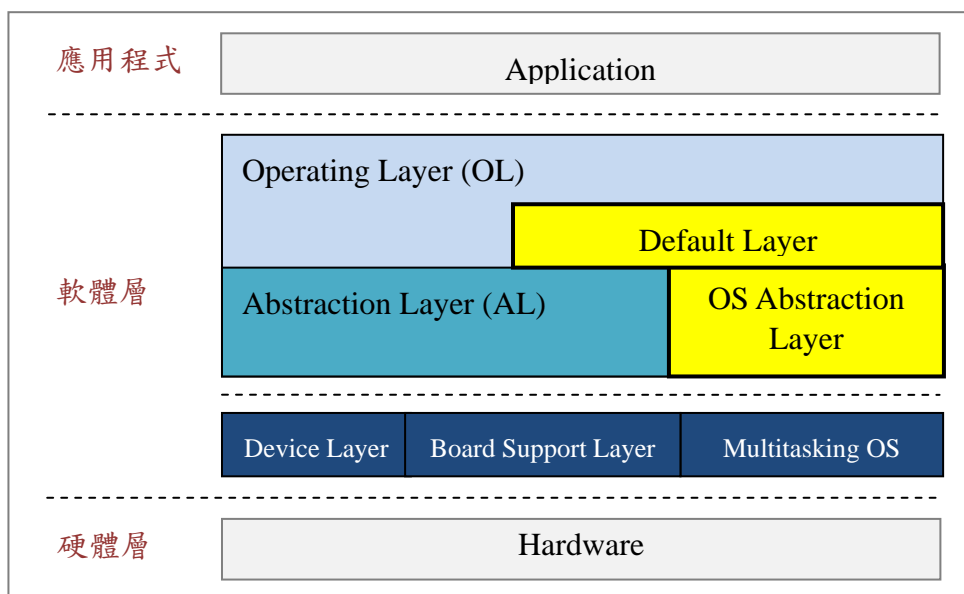 應用程式
Application
Operating Layer (OL)
Default Layer
軟體層
Abstraction Layer (AL)
OS Abstraction
Layer
Device Layer
Board Support Layer
Multitasking OS
硬體層
Hardware